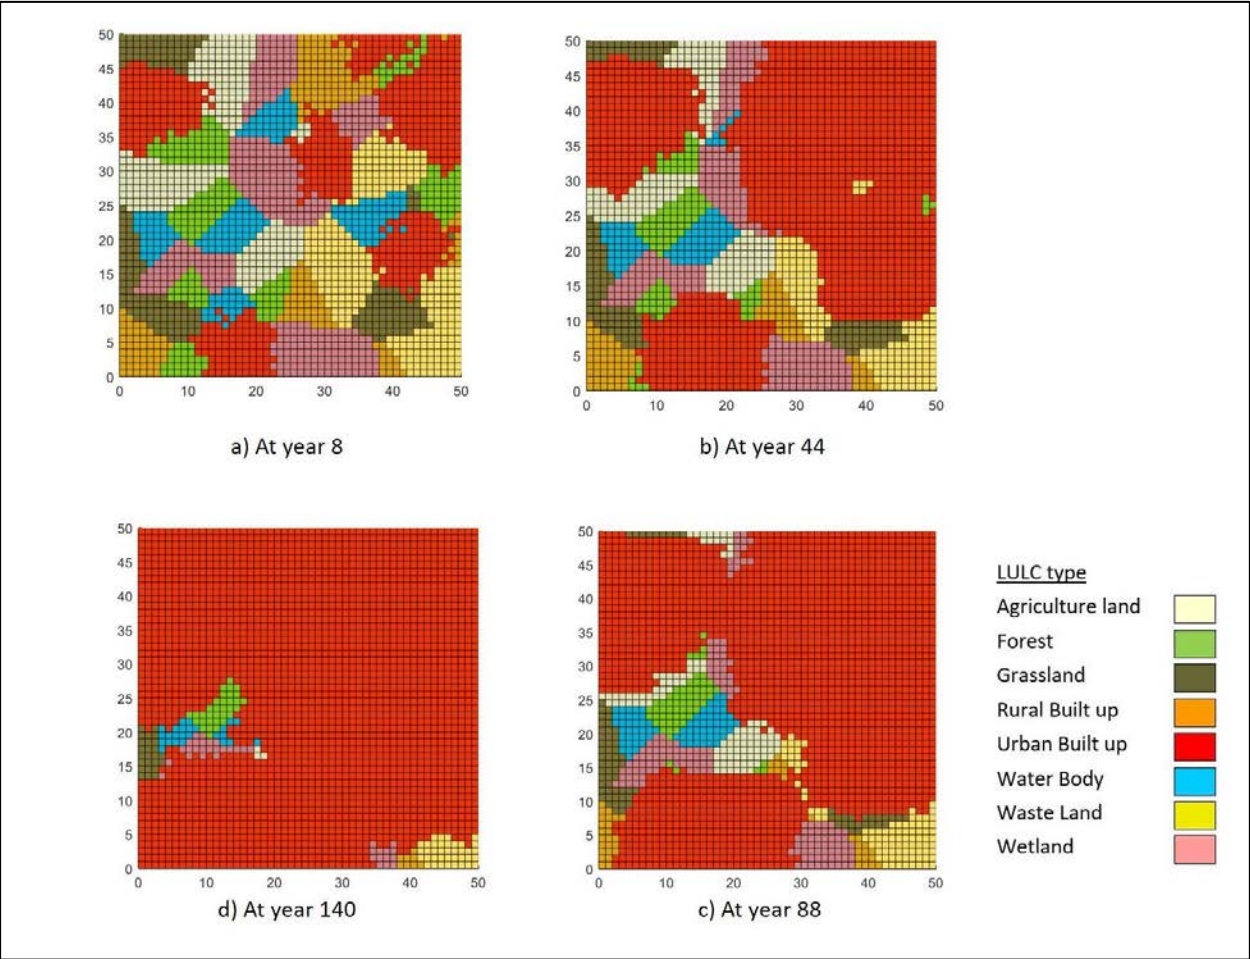 50
45
40
35
30
25
20
15
10
5
0
0 10 20 30 40 50
a) At year 8
50
45
40
35
30
25
20
15
10
5
0
0 10 20 30 40 50
b) At year 44
50
45
40
35
30
25
20
15
10
5
0
0 10 20 30 40 50
d) At year 140
50
45
40
35
30
25
20
15
10
5
0
0 10 20 30 40 50
c) At year 88
LULC type
Agriculture land
Forest
Grassland
Rural Built up
Urban Built up
Water Body
Waste Land
Wetland